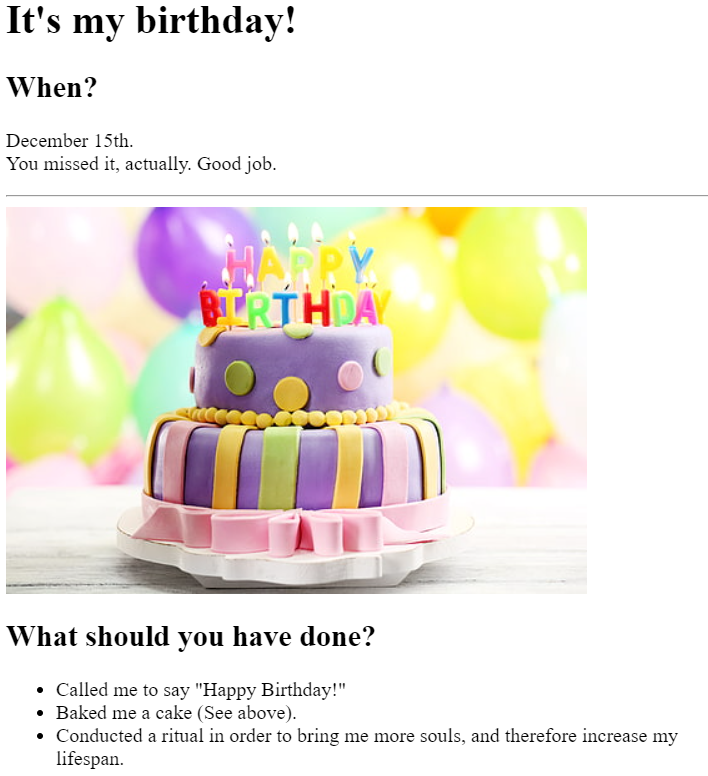 It's my birthday!
When?
December 15th.
You missed it, actually. Good job.
HAPPY
BIRTHDAY
What should you have done?
Called me to say "Happy Birthday!"
Baked me a cake (See above).
Conducted a ritual in order to bring me more souls, and therefore increase my
lifespan.